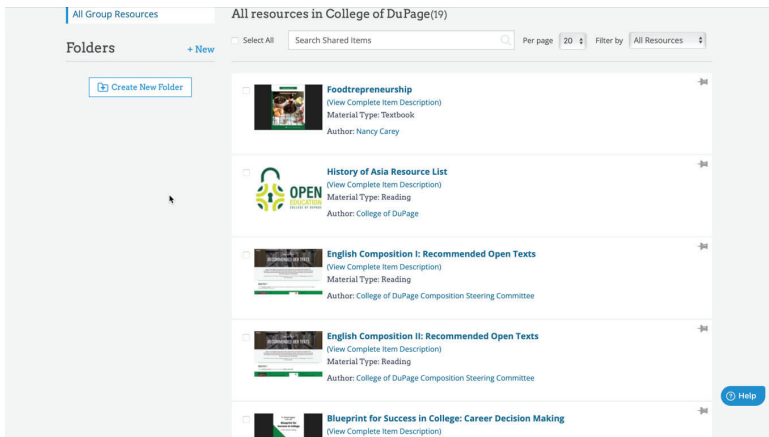 All Group Resources
Folders
+ New
Create New Folder
All resources in College of DuPage(19)
Select All
Search Shared Items
Per page
20
Filter by
All Resources
Foodtrepreneurship
(View Complete Item Description)
Material Type: Textbook
Author: Nancy Carey
OPEN
EDUCATION
COLLEGE OF DUPAGE
History of Asia Resource List
(View Complete Item Description)
Material Type: Reading
Author: College of DuPage
English Composition I: Recommended Open Texts
(View Complete Item Description)
Material Type: Reading
Author: College of DuPage Composition Steering Committee
English Composition II: Recommended Open Texts
(View Complete Item Description)
Material Type: Reading
Author: College of DuPage Composition Steering Committee
Blueprint for Success in College: Career Decision Making
(View Complete Item Description)
Help